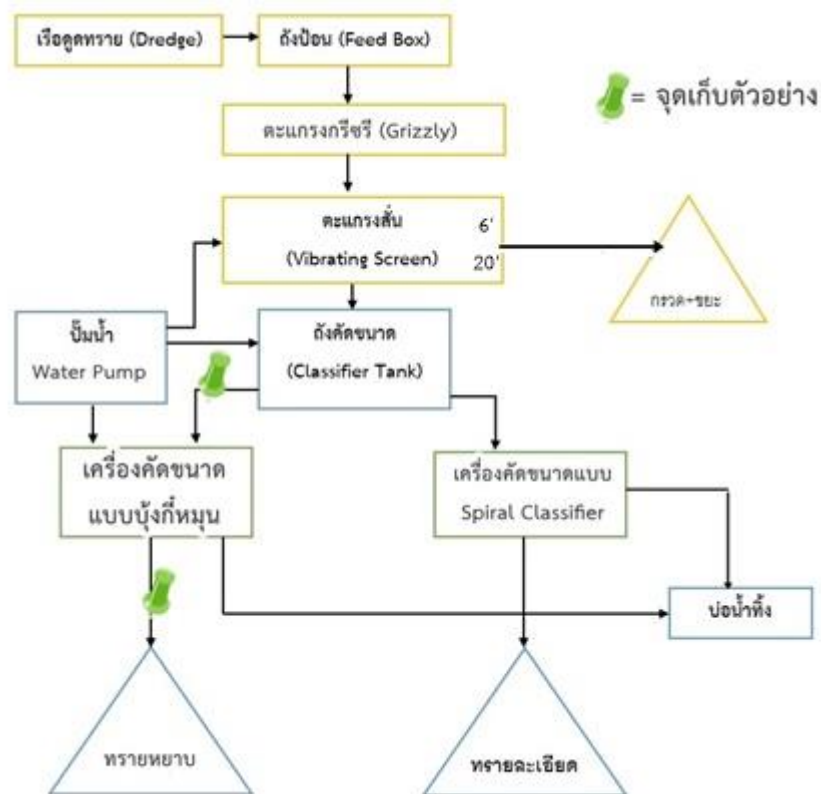 เรือดูดทราย (Dredge)
ถังป้อน (Feed Box)
= จุดเก็บตัวอย่าง
ตะแกรงกรีซรี (Grizzly)
ตะแกรงสั่น
6'
(Vibrating Screen)
20'
กรวด+ขยะ
ปั๊มน้ำ
Water Pump
ถังคัดขนาด
(Classifier Tank)
เครื่องคัดขนาด
แบบบุ้งกี๋หมุน
เครื่องคัดขนาดแบบ
Spiral Classifier
บ่อน้ำทิ้ง
ทรายหยาบ
ทรายละเอียด